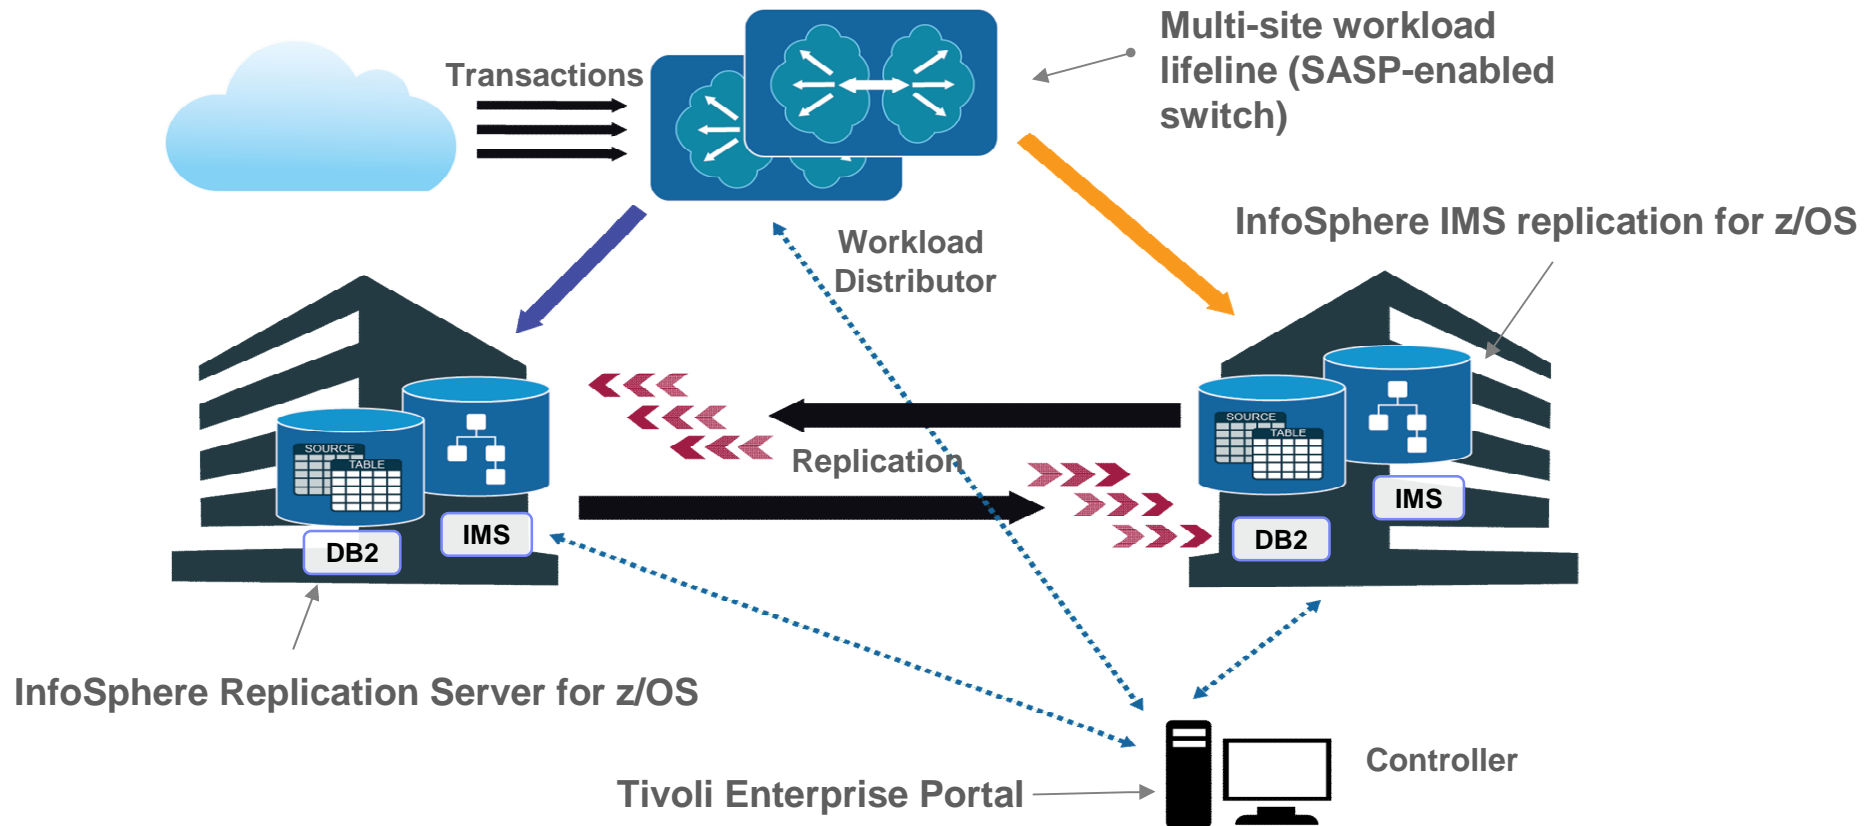 Multi-site workload
lifeline (SASP-enabled
switch)
Transactions
InfoSphere IMS replication for z/OS
Workload
Distributor
SOURCE
TABLE
SOURCE
TABLE
Replication
IMS
IMS
DB2
DB2
InfoSphere Replication Server for z/OS
Controller
Tivoli Enterprise Portal